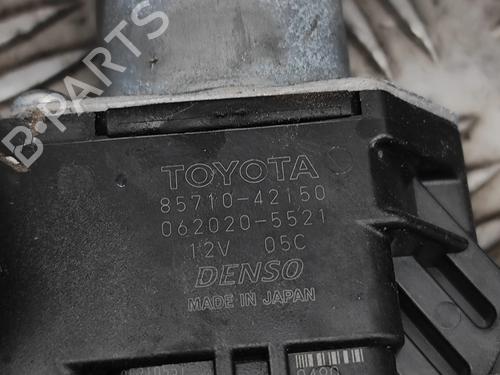 TOYOTA
85710-42150
062020-5521
12V 05C
DENSO
MADE IN JAPAN
B-PARTS